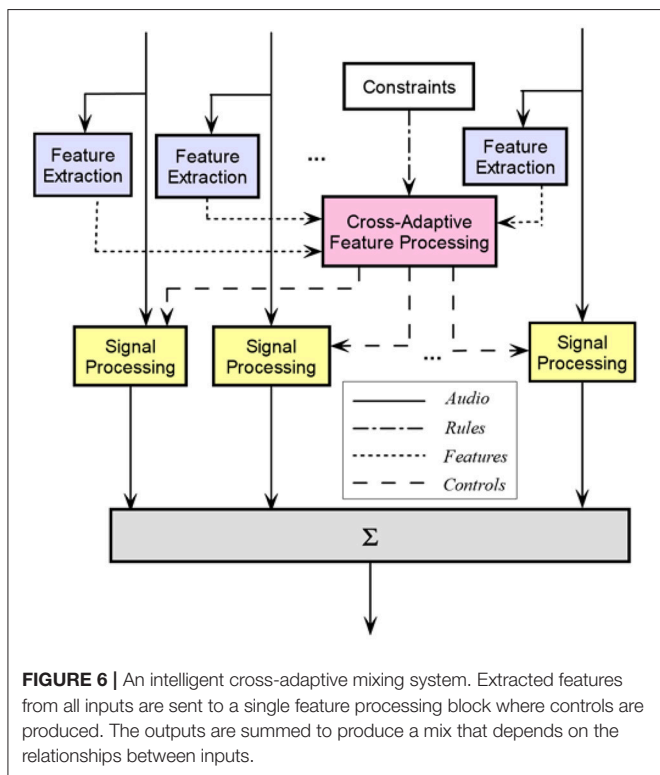 Constraints
Feature
Extraction
Feature
Extraction
...
Feature
Extraction
Cross-Adaptive
Feature Processing
Signal
Processing
Signal
Processing
...
Signal
Processing
Audio
Rules
Features
Controls
Σ
FIGURE 6 | An intelligent cross-adaptive mixing system. Extracted features
from all inputs are sent to a single feature processing block where controls are
produced. The outputs are summed to produce a mix that depends on the
relationships between inputs.